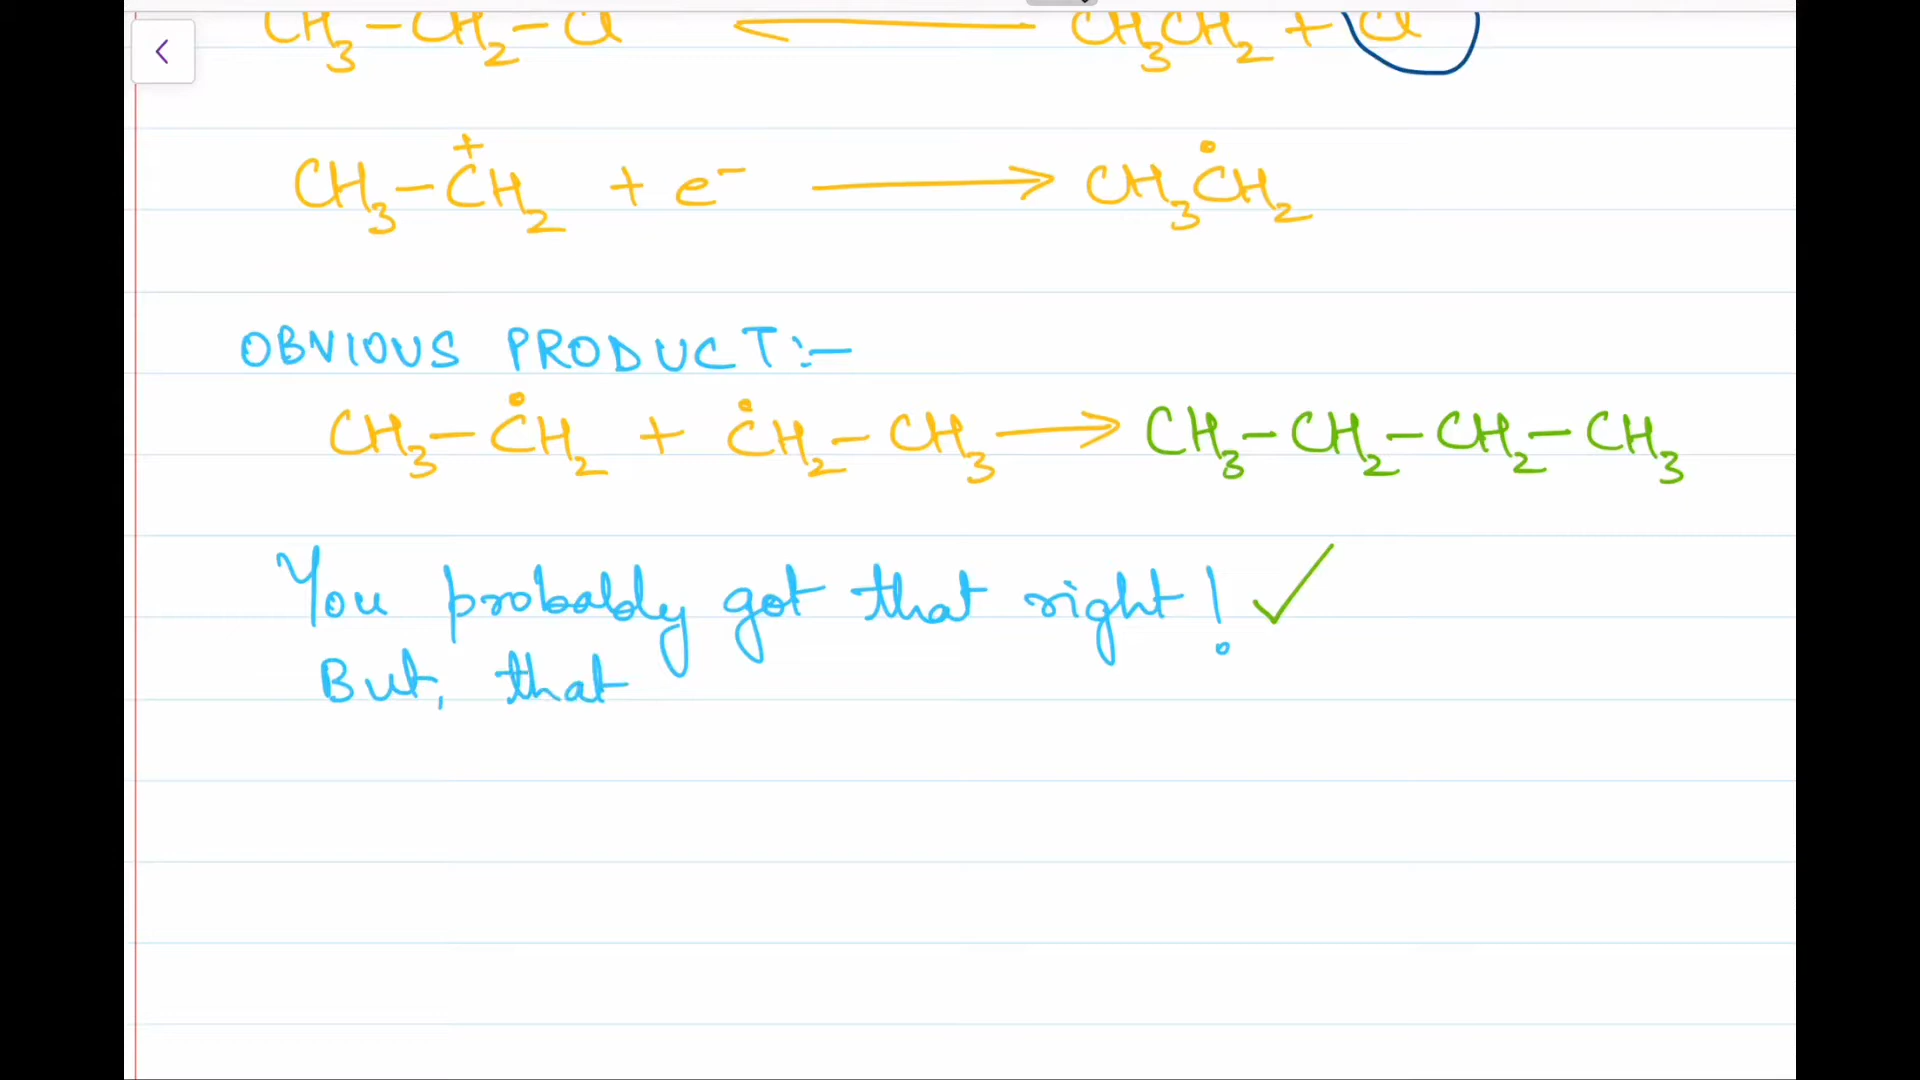 CH₃-CH₂-Cl ⟵ CH₃CH₂ + Cl
CH₃-C⁺H₂ + e⁻ ⟶ CH₃ĊH₂
OBVIOUS PRODUCT:-
CH₃-ĊH₂ + ĊH₂-CH₃ ⟶ CH₃-CH₂-CH₂-CH₃
You probably got that right! ✓
But, that